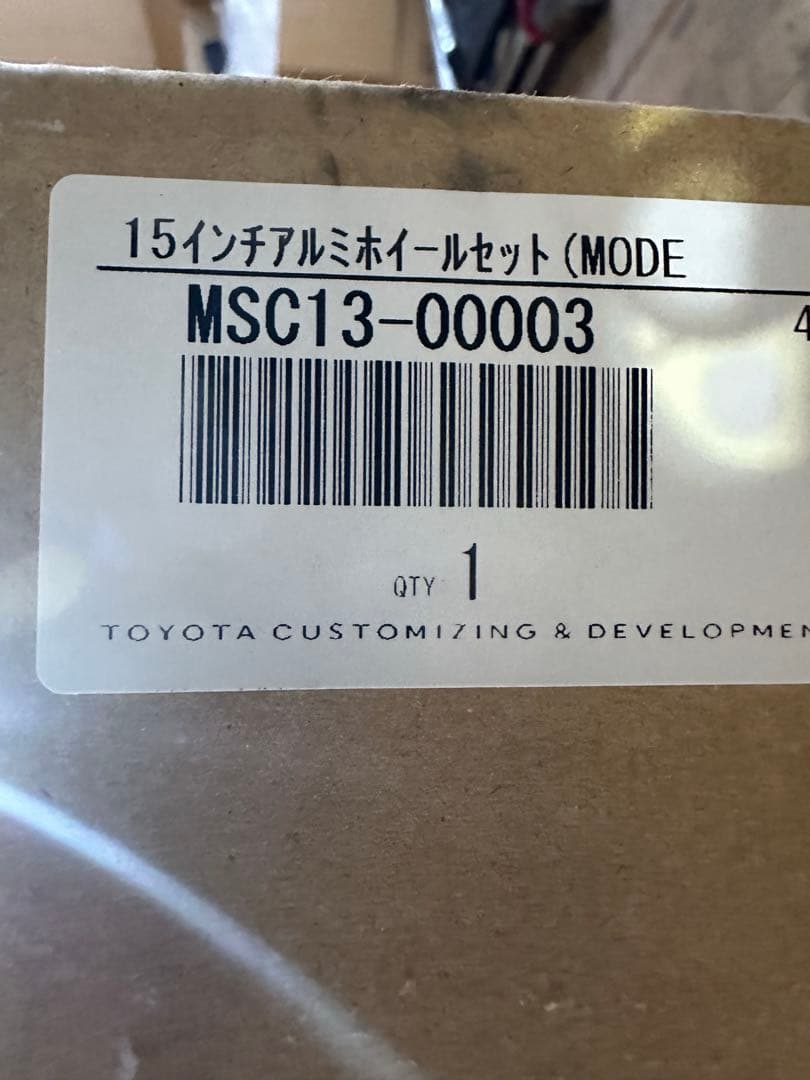 15インチアルミホイールセット(MODE
MSC13-00003
4
QTY 1
TOYOTA CUSTOMIZING & DEVELOPMEN